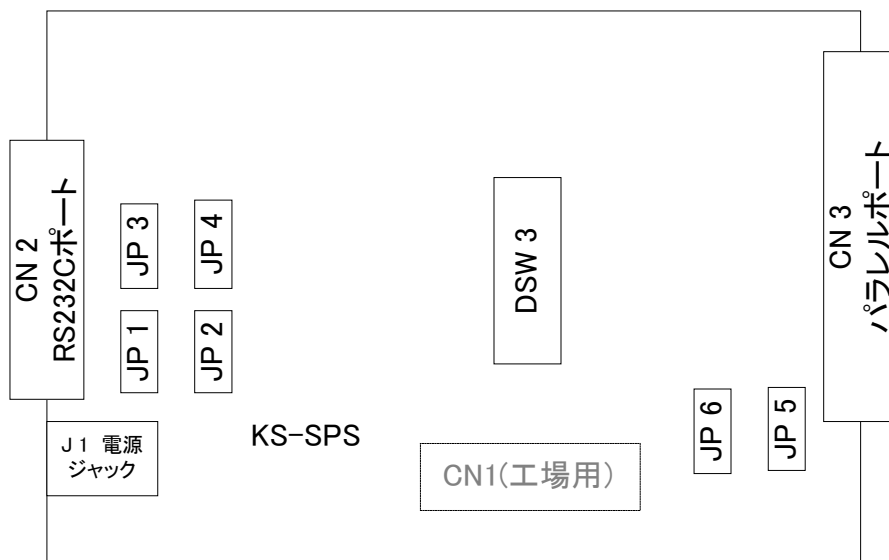 CN 2
RS232Cポート
JP 3
JP 4
JP 1
JP 2
J1 電源
ジャック
KS-SPS
DSW 3
CN1(工場用)
JP 6
JP 5
CN 3
パラレルポート